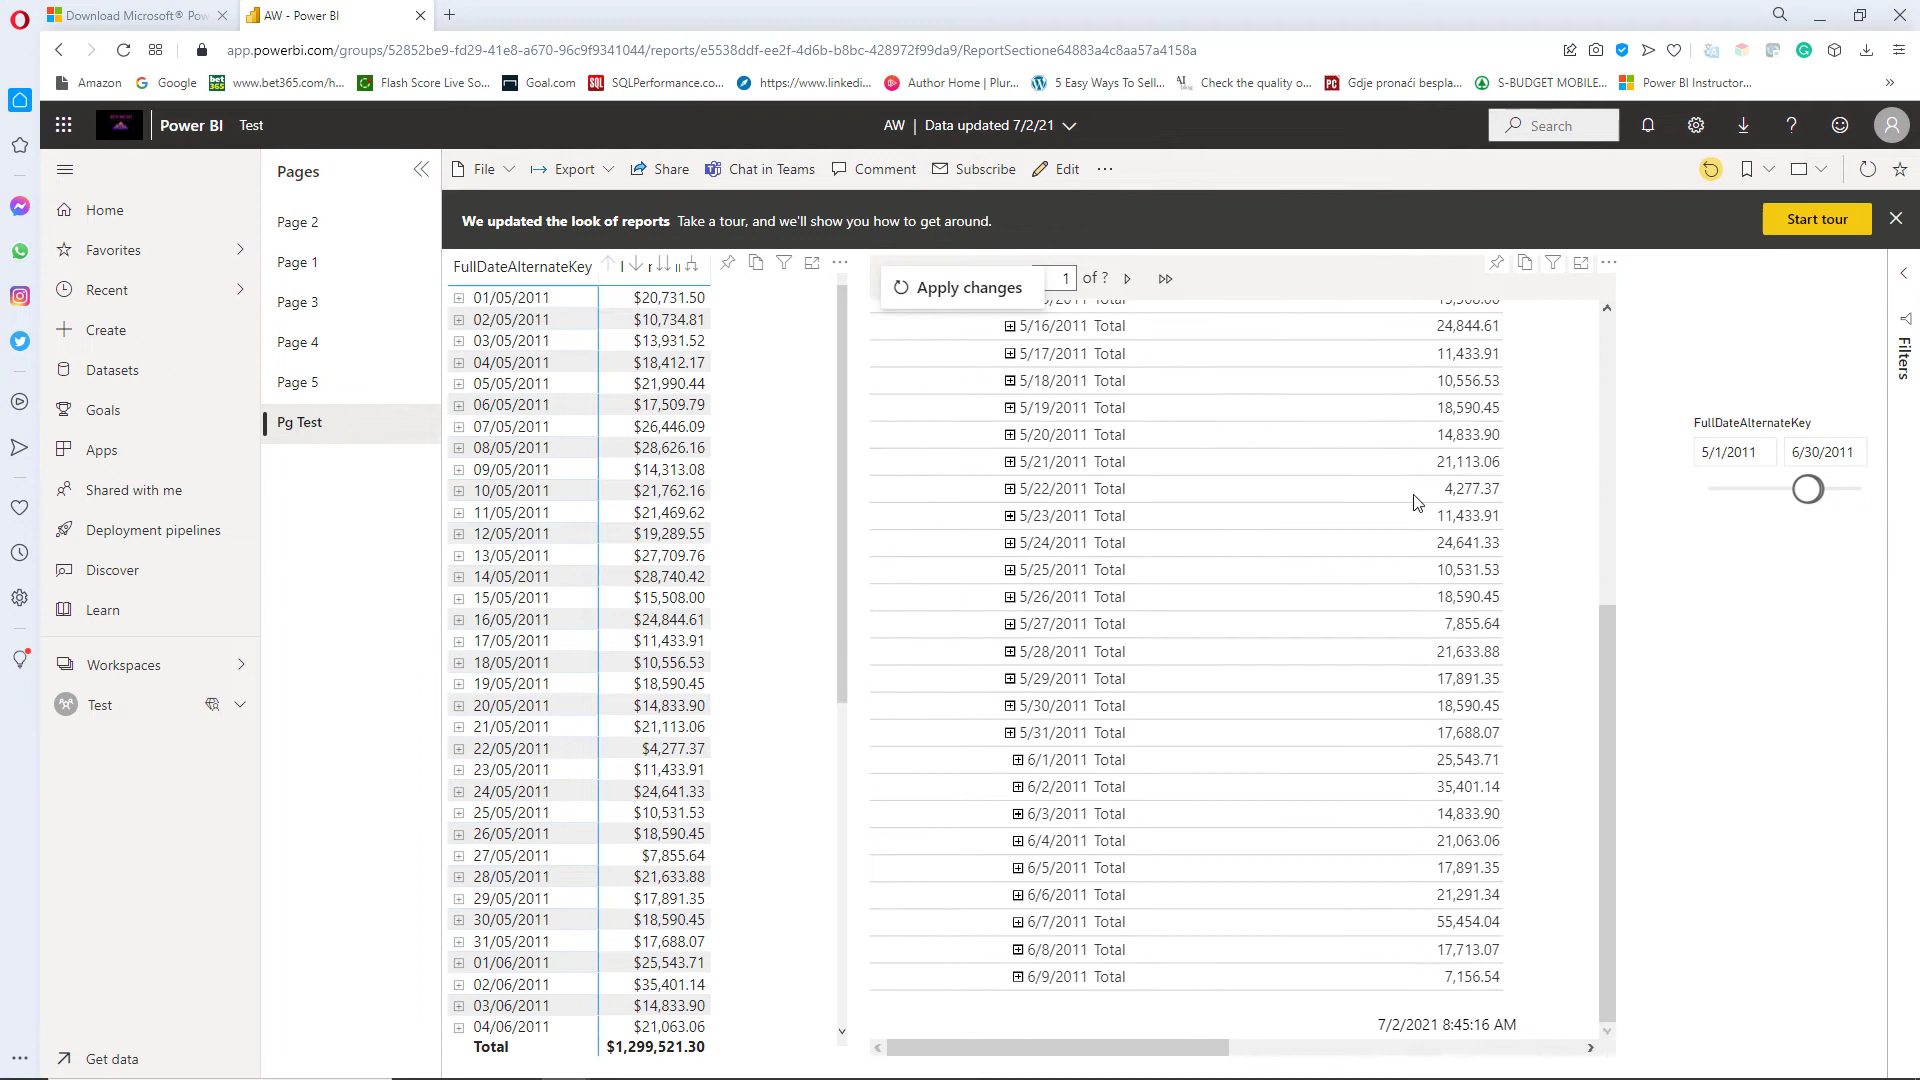 Download Microsoft® Pow
AW - Power BI
app.powerbi.com/groups/52852be9-fd29-41e8-a670-96c9f9341044/reports/e5538ddf-ee2f-4d6b-b8bc-428972f99da9/ReportSectione64883a4c8aa57a4158a
Amazon
Google
www.bet365.com/h...
Flash Score Live So...
Goal.com
SQLPerformance.co...
https://www.linkedi...
Author Home | Plur...
5 Easy Ways To Sell...
Check the quality o...
Gdje pronaći bespla...
S-BUDGET MOBILE...
Power BI Instructor...
Power BI Test
AW | Data updated 7/2/21
Search
File
Export
Share
Chat in Teams
Comment
Subscribe
Edit
We updated the look of reports Take a tour, and we'll show you how to get around.
Start tour
Home
Favorites
Recent
Create
Datasets
Goals
Apps
Shared with me
Deployment pipelines
Discover
Learn
Workspaces
Test
Get data
Pages
Page 2
Page 1
Page 3
Page 4
Page 5
Pg Test
FullDateAlternateKey
01/05/2011 $20,731.50
02/05/2011 $10,734.81
03/05/2011 $13,931.52
04/05/2011 $18,412.17
05/05/2011 $21,990.44
06/05/2011 $17,509.79
07/05/2011 $26,446.09
08/05/2011 $28,626.16
09/05/2011 $14,313.08
10/05/2011 $21,762.16
11/05/2011 $21,469.62
12/05/2011 $19,289.55
13/05/2011 $27,709.76
14/05/2011 $28,740.42
15/05/2011 $15,508.00
16/05/2011 $24,844.61
17/05/2011 $11,433.91
18/05/2011 $10,556.53
19/05/2011 $18,590.45
20/05/2011 $14,833.90
21/05/2011 $21,113.06
22/05/2011 $4,277.37
23/05/2011 $11,433.91
24/05/2011 $24,641.33
25/05/2011 $10,531.53
26/05/2011 $18,590.45
27/05/2011 $7,855.64
28/05/2011 $21,633.88
29/05/2011 $17,891.35
30/05/2011 $18,590.45
31/05/2011 $17,688.07
01/06/2011 $25,543.71
02/06/2011 $35,401.14
03/06/2011 $14,833.90
04/06/2011 $21,063.06
Total $1,299,521.30
Apply changes
1 of ?
5/16/2011 Total 24,844.61
5/17/2011 Total 11,433.91
5/18/2011 Total 10,556.53
5/19/2011 Total 18,590.45
5/20/2011 Total 14,833.90
5/21/2011 Total 21,113.06
5/22/2011 Total 4,277.37
5/23/2011 Total 11,433.91
5/24/2011 Total 24,641.33
5/25/2011 Total 10,531.53
5/26/2011 Total 18,590.45
5/27/2011 Total 7,855.64
5/28/2011 Total 21,633.88
5/29/2011 Total 17,891.35
5/30/2011 Total 18,590.45
5/31/2011 Total 17,688.07
6/1/2011 Total 25,543.71
6/2/2011 Total 35,401.14
6/3/2011 Total 14,833.90
6/4/2011 Total 21,063.06
6/5/2011 Total 17,891.35
6/6/2011 Total 21,291.34
6/7/2011 Total 55,454.04
6/8/2011 Total 17,713.07
6/9/2011 Total 7,156.54
7/2/2021 8:45:16 AM
FullDateAlternateKey
5/1/2011 6/30/2011
Filters